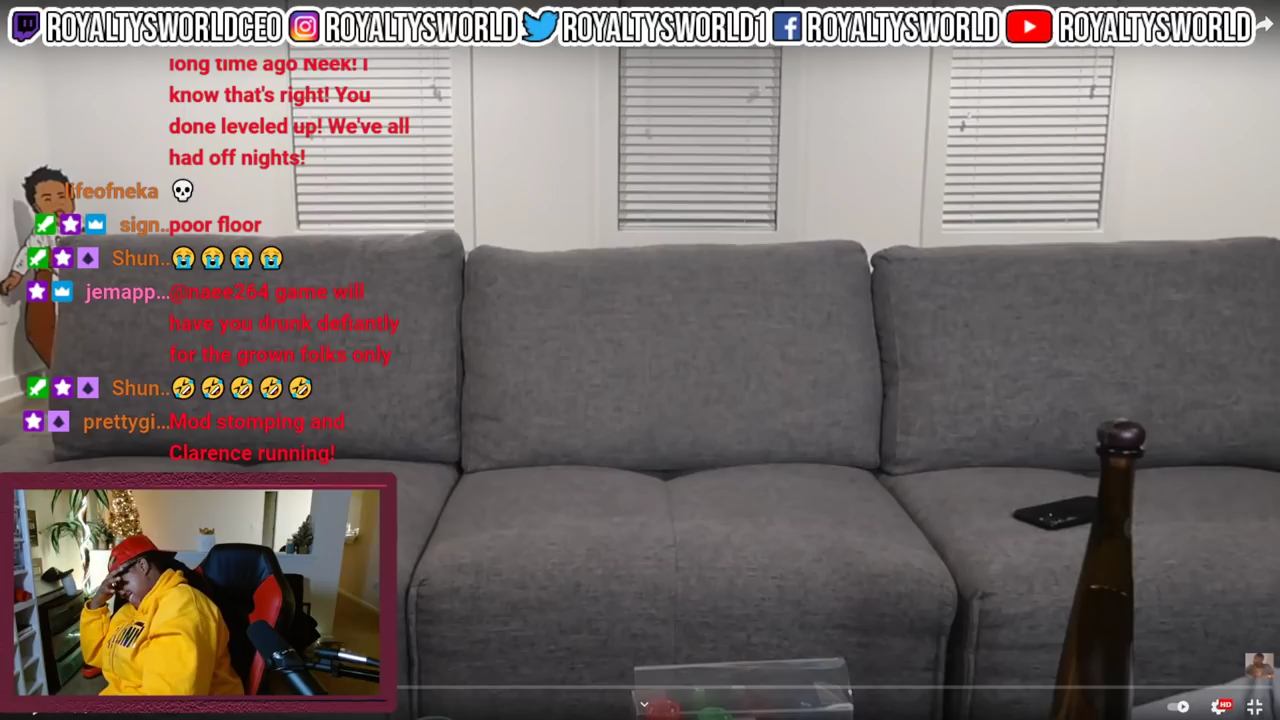 ROYALTYSWORLDCEO ROYALTYSWORLD ROYALTYSWORLD1 ROYALTYSWORLD ROYALTYSWORLD
long time ago Neek! I
know that's right! You
done leveled up! We've all
had off nights!
lifeofneka 💀
sign.. poor floor
Shun.. 😭 😭 😭 😭
jemapp... @naee264 game will
have you drunk defiantly
for the grown folks only
Shun.. 🤣 🤣 🤣 🤣 🤣
prettygi... Mod stomping and
Clarence running!
HD